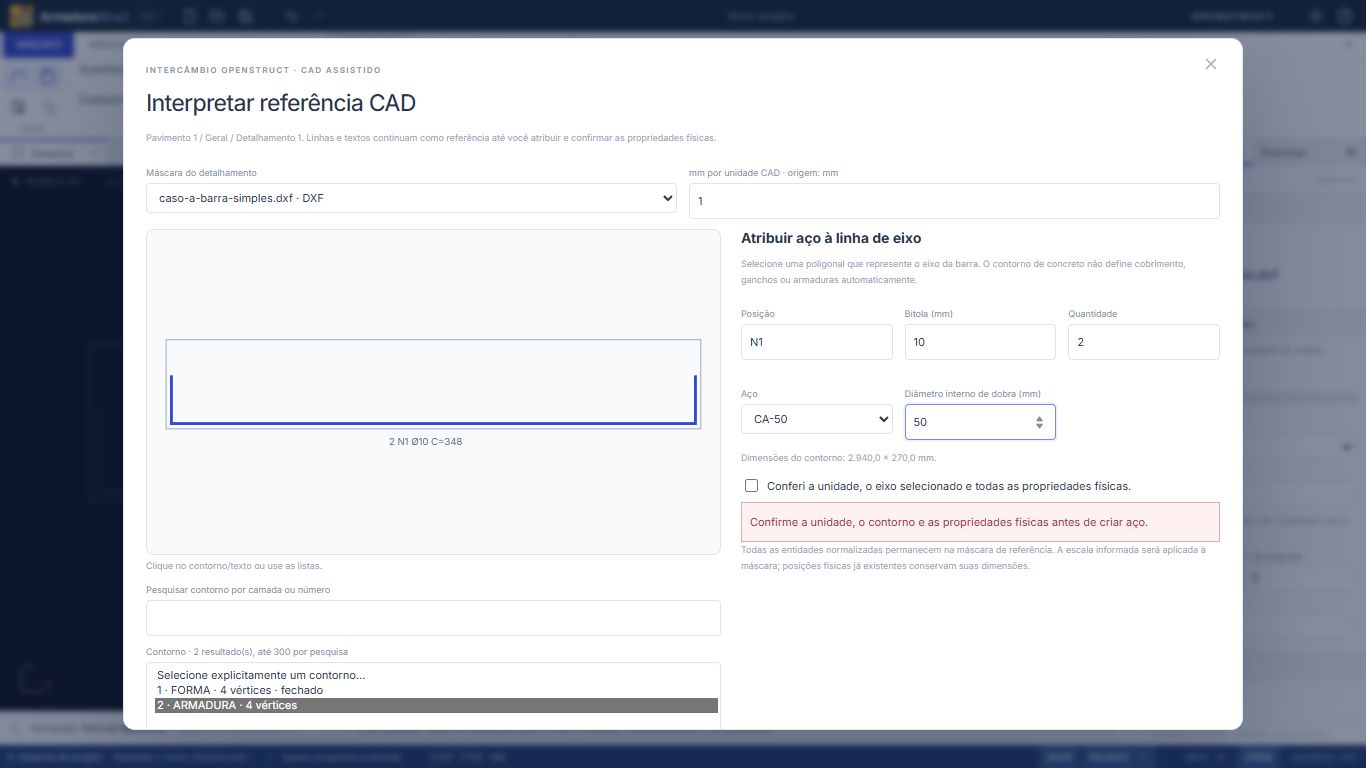 INTERCÂMBIO OPENSTRUCT · CAD ASSISTIDO
Interpretar referência CAD
Pavimento 1 / Geral / Detalhamento 1. Linhas e textos continuam como referência até você atribuir e confirmar as propriedades físicas.
Máscara do detalhamento
mm por unidade CAD · origem: mm
caso-a-barra-simples.dxf · DXF
1
Atribuir aço à linha de eixo
Selecione uma poligonal que represente o eixo da barra. O contorno de concreto não define cobrimento,
ganchos ou armaduras automaticamente.
Posição
Bitola (mm)
Quantidade
N1
10
2
Aço
Diâmetro interno de dobra (mm)
CA-50
50
2 N1 Ø10 C=348
Dimensões do contorno: 2.940,0 × 270,0 mm.
Conferi a unidade, o eixo selecionado e todas as propriedades físicas.
Confirme a unidade, o contorno e as propriedades físicas antes de criar aço.
Todas as entidades normalizadas permanecem na máscara de referência. A escala informada será aplicada à
máscara; posições físicas já existentes conservam suas dimensões.
Clique no contorno/texto ou use as listas.
Pesquisar contorno por camada ou número
Contorno · 2 resultado(s), até 300 por pesquisa
Selecione explicitamente um contorno...
1 · FORMA · 4 vértices · fechado
2 · ARMADURA · 4 vértices